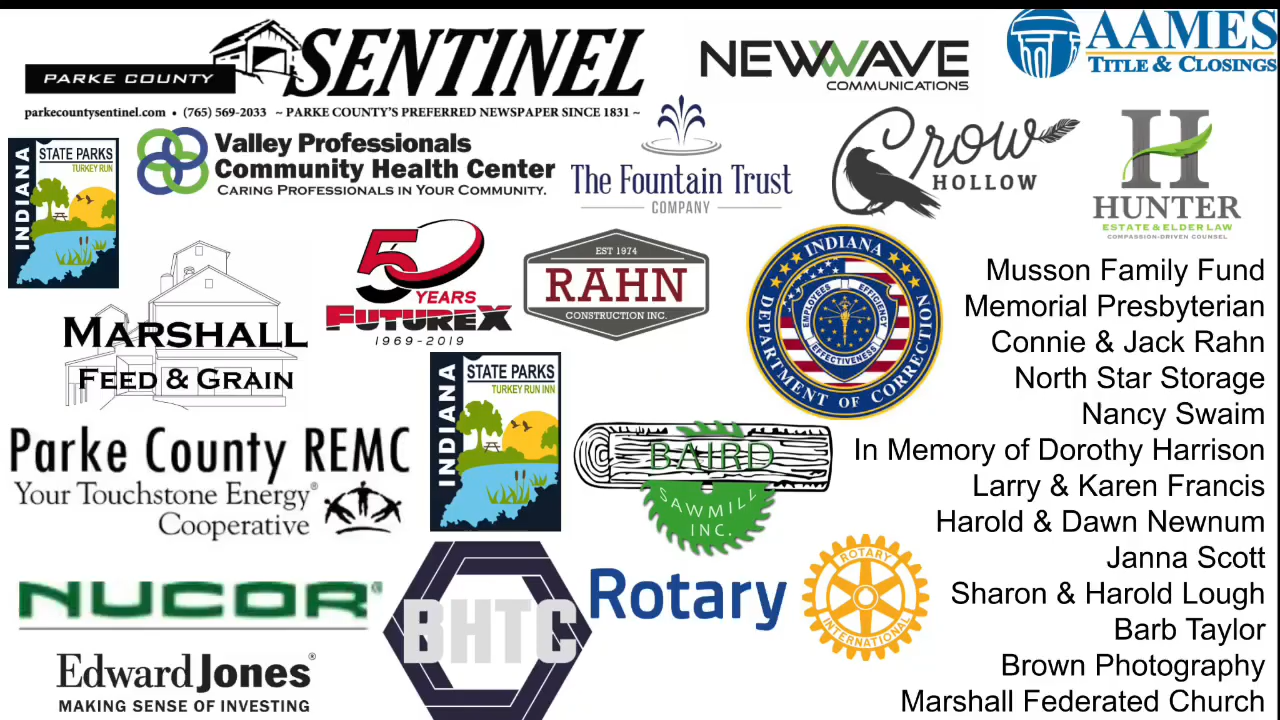 SENTINEL
PARKE COUNTY
parkecountysentinel.com • (765) 569-2033 ~ PARKE COUNTY'S PREFERRED NEWSPAPER SINCE 1831 ~
NEWWAVE
COMMUNICATIONS
AAMES
TITLE & CLOSINGS
INDIANA
STATE PARKS
TURKEY RUN
Valley Professionals
Community Health Center
CARING PROFESSIONALS IN YOUR COMMUNITY.
The Fountain Trust
COMPANY
Crow
HOLLOW
H
HUNTER
ESTATE & ELDER LAW
COMPASSION-DRIVEN COUNSEL
MARSHALL
FEED & GRAIN
50
YEARS
FUTUREX
1969-2019
EST 1974
RAHN
CONSTRUCTION INC.
INDIANA
DEPARTMENT OF CORRECTION
EMPLOYEES
EFFICIENCY
EFFECTIVENESS
Musson Family Fund
Memorial Presbyterian
Connie & Jack Rahn
North Star Storage
Nancy Swaim
In Memory of Dorothy Harrison
Larry & Karen Francis
Harold & Dawn Newnum
Janna Scott
Sharon & Harold Lough
Barb Taylor
Brown Photography
Marshall Federated Church
Parke County REMC
Your Touchstone Energy®
Cooperative
INDIANA
STATE PARKS
TURKEY RUN INN
BAIRD
SAWMILL
INC.
NUCOR®
BHTC
Rotary
ROTARY
INTERNATIONAL
Edward Jones®
MAKING SENSE OF INVESTING